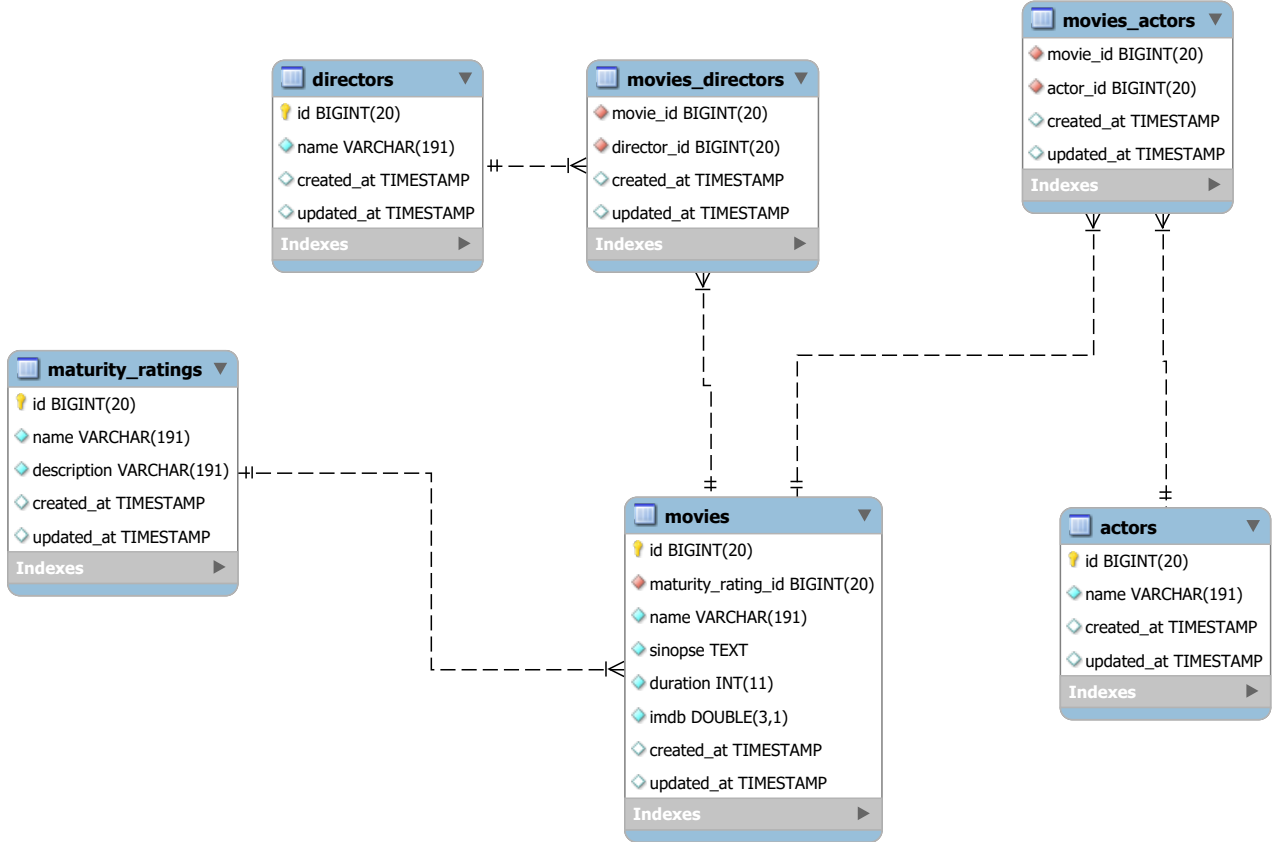 movies_actors
movie_id BIGINT(20)
actor_id BIGINT(20)
created_at TIMESTAMP
updated_at TIMESTAMP
Indexes
directors
id BIGINT(20)
name VARCHAR(191)
created_at TIMESTAMP
updated_at TIMESTAMP
Indexes
movies_directors
movie_id BIGINT(20)
director_id BIGINT(20)
created_at TIMESTAMP
updated_at TIMESTAMP
Indexes
maturity_ratings
id BIGINT(20)
name VARCHAR(191)
description VARCHAR(191)
created_at TIMESTAMP
updated_at TIMESTAMP
Indexes
movies
id BIGINT(20)
maturity_rating_id BIGINT(20)
name VARCHAR(191)
sinopse TEXT
duration INT(11)
imdb DOUBLE(3,1)
created_at TIMESTAMP
updated_at TIMESTAMP
Indexes
actors
id BIGINT(20)
name VARCHAR(191)
created_at TIMESTAMP
updated_at TIMESTAMP
Indexes